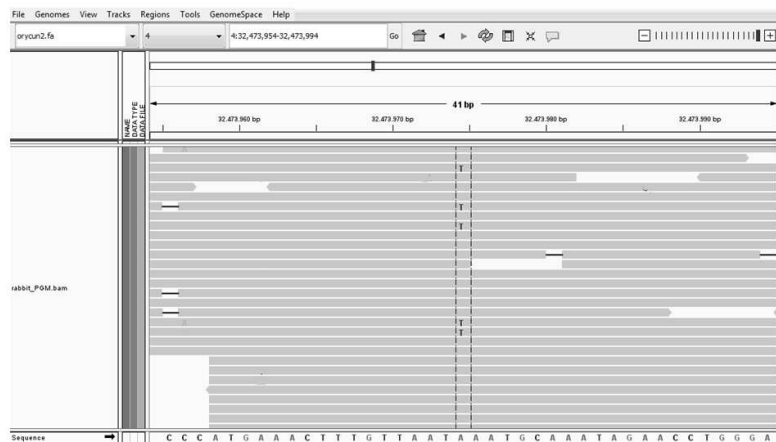 File Genomes View Tracks Regions Tools GenomeSpace Help
orycun2.fa 4 4:32,473,954-32,473,994 Go
41 bp
32.473.960 bp 32.473.970 bp 32.473.980 bp 32.473.990 bp
NAME
DATA TYPE
DATA FILE
T
T
T
rabbit_PGM.bam
T
T
Sequence C C C A T G A A A C T T T G T T A A T A A A T G C A A A T A G A A C C T G G G A